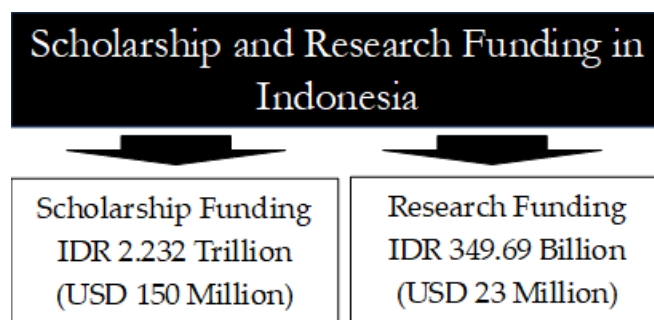 Scholarship and Research Funding in
Indonesia
Scholarship Funding
IDR 2.232 Trillion
(USD 150 Million)
Research Funding
IDR 349.69 Billion
(USD 23 Million)